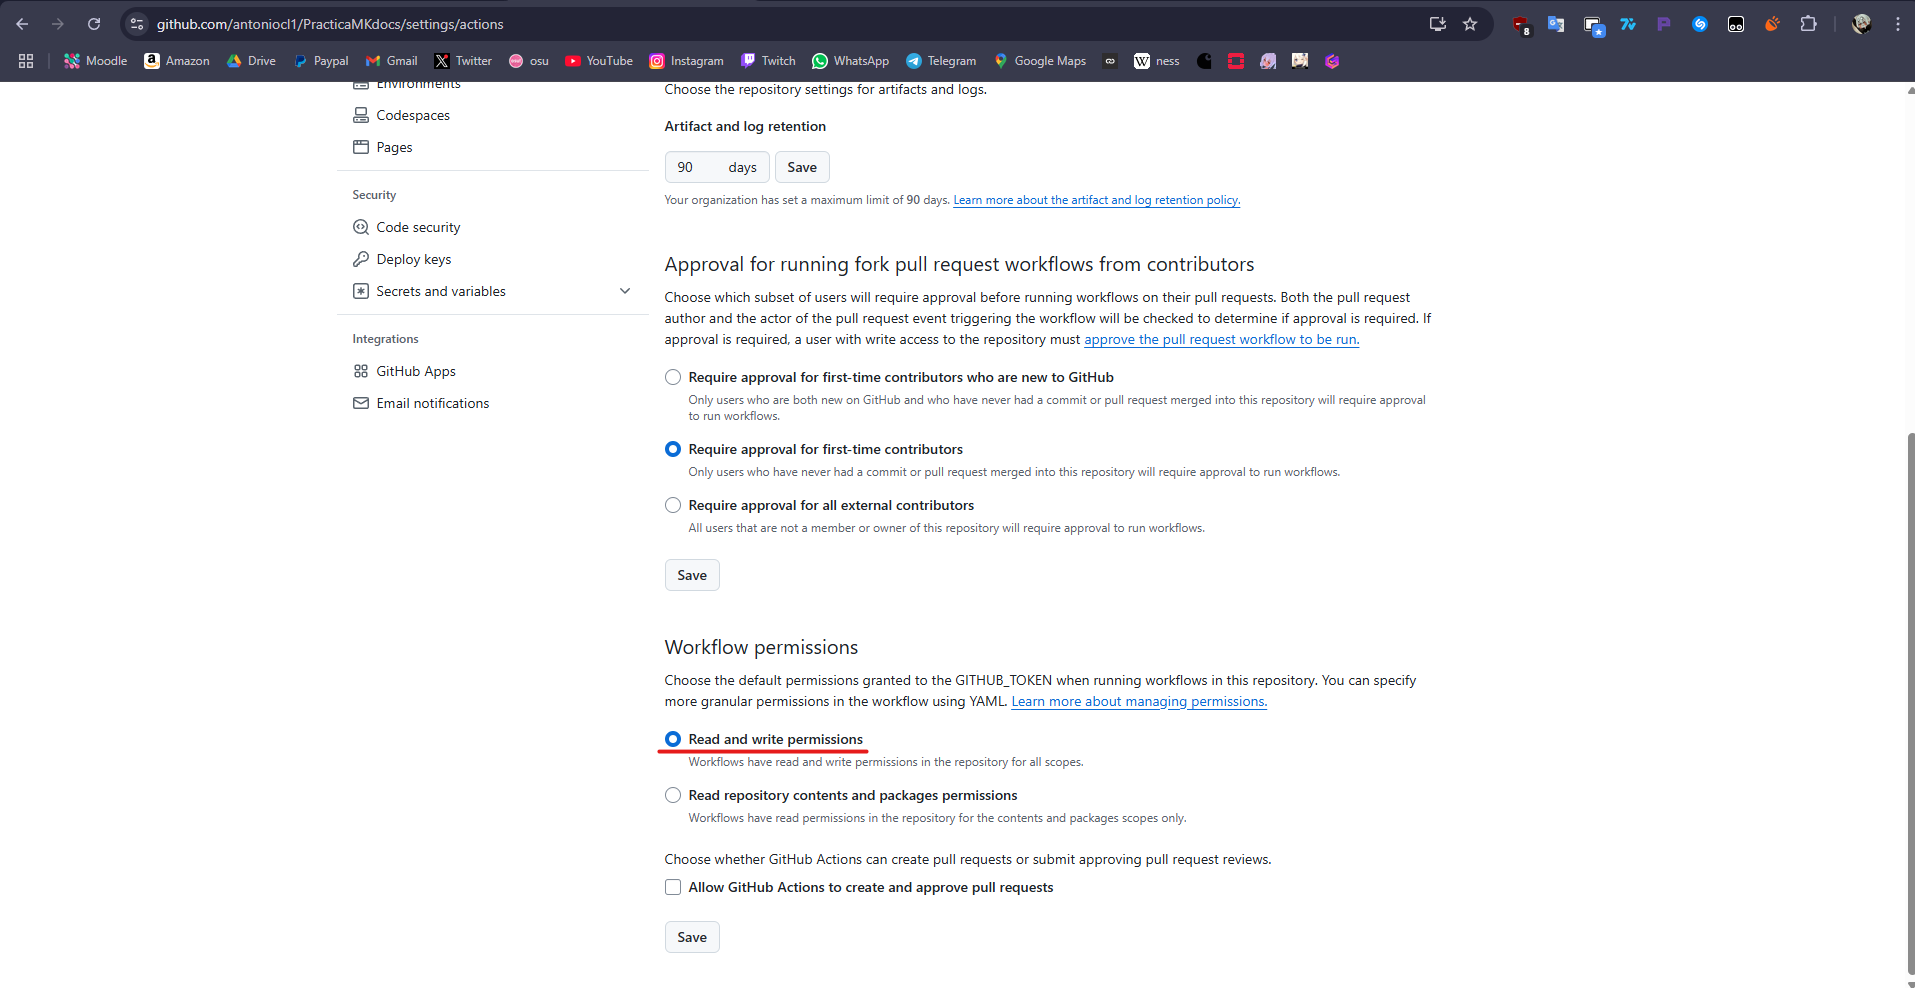 github.com/antoniocl1/PracticaMKdocs/settings/actions
8
Moodle Amazon Drive Paypal Gmail Twitter osu YouTube Instagram Twitch WhatsApp Telegram Google Maps ness
Environments
Codespaces
Pages
Security
Code security
Deploy keys
Secrets and variables
Integrations
GitHub Apps
Email notifications
Choose the repository settings for artifacts and logs.
Artifact and log retention
90 days Save
Your organization has set a maximum limit of 90 days. Learn more about the artifact and log retention policy.
Approval for running fork pull request workflows from contributors
Choose which subset of users will require approval before running workflows on their pull requests. Both the pull request
author and the actor of the pull request event triggering the workflow will be checked to determine if approval is required. If
approval is required, a user with write access to the repository must approve the pull request workflow to be run.
Require approval for first-time contributors who are new to GitHub
Only users who are both new on GitHub and who have never had a commit or pull request merged into this repository will require approval
to run workflows.
Require approval for first-time contributors
Only users who have never had a commit or pull request merged into this repository will require approval to run workflows.
Require approval for all external contributors
All users that are not a member or owner of this repository will require approval to run workflows.
Save
Workflow permissions
Choose the default permissions granted to the GITHUB_TOKEN when running workflows in this repository. You can specify
more granular permissions in the workflow using YAML. Learn more about managing permissions.
Read and write permissions
Workflows have read and write permissions in the repository for all scopes.
Read repository contents and packages permissions
Workflows have read permissions in the repository for the contents and packages scopes only.
Choose whether GitHub Actions can create pull requests or submit approving pull request reviews.
Allow GitHub Actions to create and approve pull requests
Save